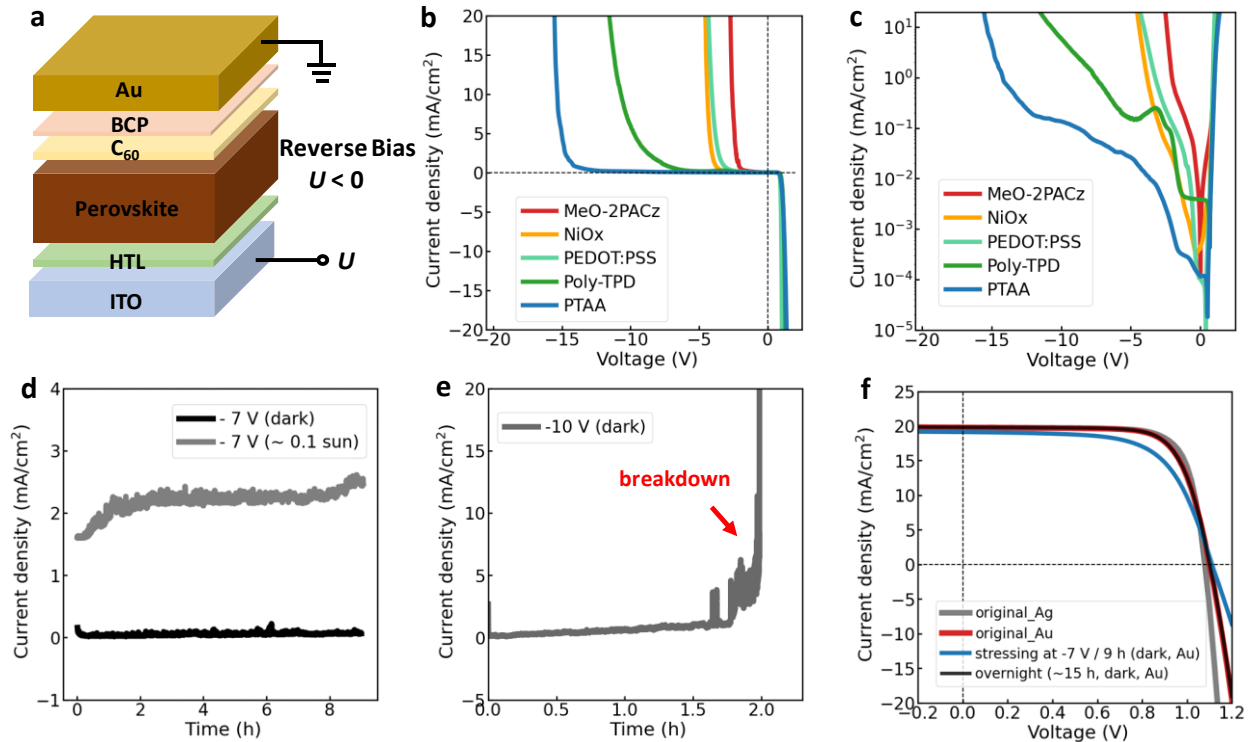 a
Au
BCP
C₆₀
Perovskite
HTL
ITO
Reverse Bias
U < 0
U
b
Current density (mA/cm²)
20
15
10
5
0
−5
−10
−15
−20
MeO-2PACz
NiOx
PEDOT:PSS
Poly-TPD
PTAA
−20 −15 −10 −5 0
Voltage (V)
c
Current density (mA/cm²)
10¹
10⁰
10⁻¹
10⁻²
10⁻³
10⁻⁴
10⁻⁵
MeO-2PACz
NiOx
PEDOT:PSS
Poly-TPD
PTAA
−20 −15 −10 −5 0
Voltage (V)
d
Current density (mA/cm²)
4
3
2
1
0
−1
- 7 V (dark)
- 7 V (~ 0.1 sun)
0 2 4 6 8
Time (h)
e
Current density (mA/cm²)
20
15
10
5
0
−5
-10 V (dark)
breakdown
0.0 0.5 1.0 1.5 2.0
Time (h)
f
Current density (mA/cm²)
25
20
15
10
5
0
−5
−10
−15
−20
original_Ag
original_Au
stressing at -7 V / 9 h (dark, Au)
overnight (~15 h, dark, Au)
−0.2 0.0 0.2 0.4 0.6 0.8 1.0 1.2
Voltage (V)